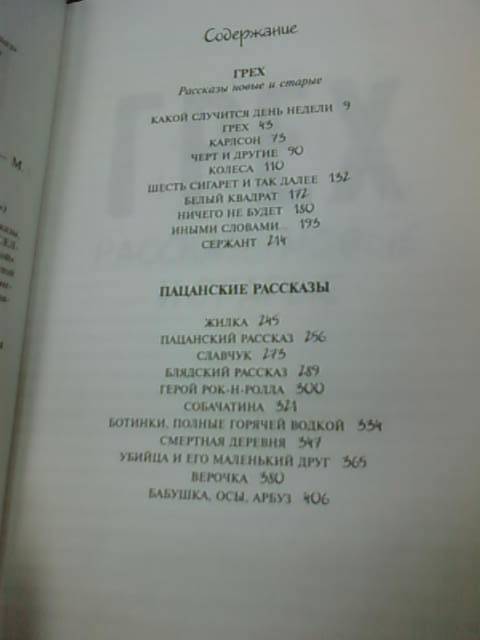 Содержание
ГРЕХ
Рассказы новые и старые
КАКОЙ СЛУЧИТСЯ ДЕНЬ НЕДЕЛИ 9
ГРЕХ 43
КАРЛСОН 73
ЧЕРТ И ДРУГИЕ 90
КОЛЕСА 110
ШЕСТЬ СИГАРЕТ И ТАК ДАЛЕЕ 132
БЕЛЫЙ КВАДРАТ 172
НИЧЕГО НЕ БУДЕТ 180
ИНЫМИ СЛОВАМИ... 193
СЕРЖАНТ 214
ПАЦАНСКИЕ РАССКАЗЫ
ЖИЛКА 245
ПАЦАНСКИЙ РАССКАЗ 256
СЛАВЧУК 273
БЛЯДСКИЙ РАССКАЗ 289
ГЕРОЙ РОК-Н-РОЛЛА 300
СОБАЧАТИНА 321
БОТИНКИ, ПОЛНЫЕ ГОРЯЧЕЙ ВОДКОЙ 334
СМЕРТНАЯ ДЕРЕВНЯ 347
УБИЙЦА И ЕГО МАЛЕНЬКИЙ ДРУГ 365
ВЕРОЧКА 380
БАБУШКА, ОСЫ, АРБУЗ 406